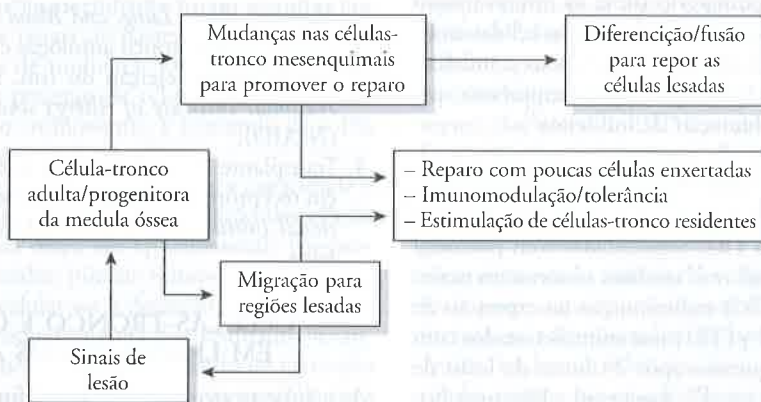 Mudanças nas células-
tronco mesenquimais
para promover o reparo
Diferencição/fusão
para repor as
células lesadas
Célula-tronco
adulta/progenitora
da medula óssea
– Reparo com poucas células enxertadas
– Imunomodulação/tolerância
– Estimulação de células-tronco residentes
Migração para
regiões lesadas
Sinais de
lesão